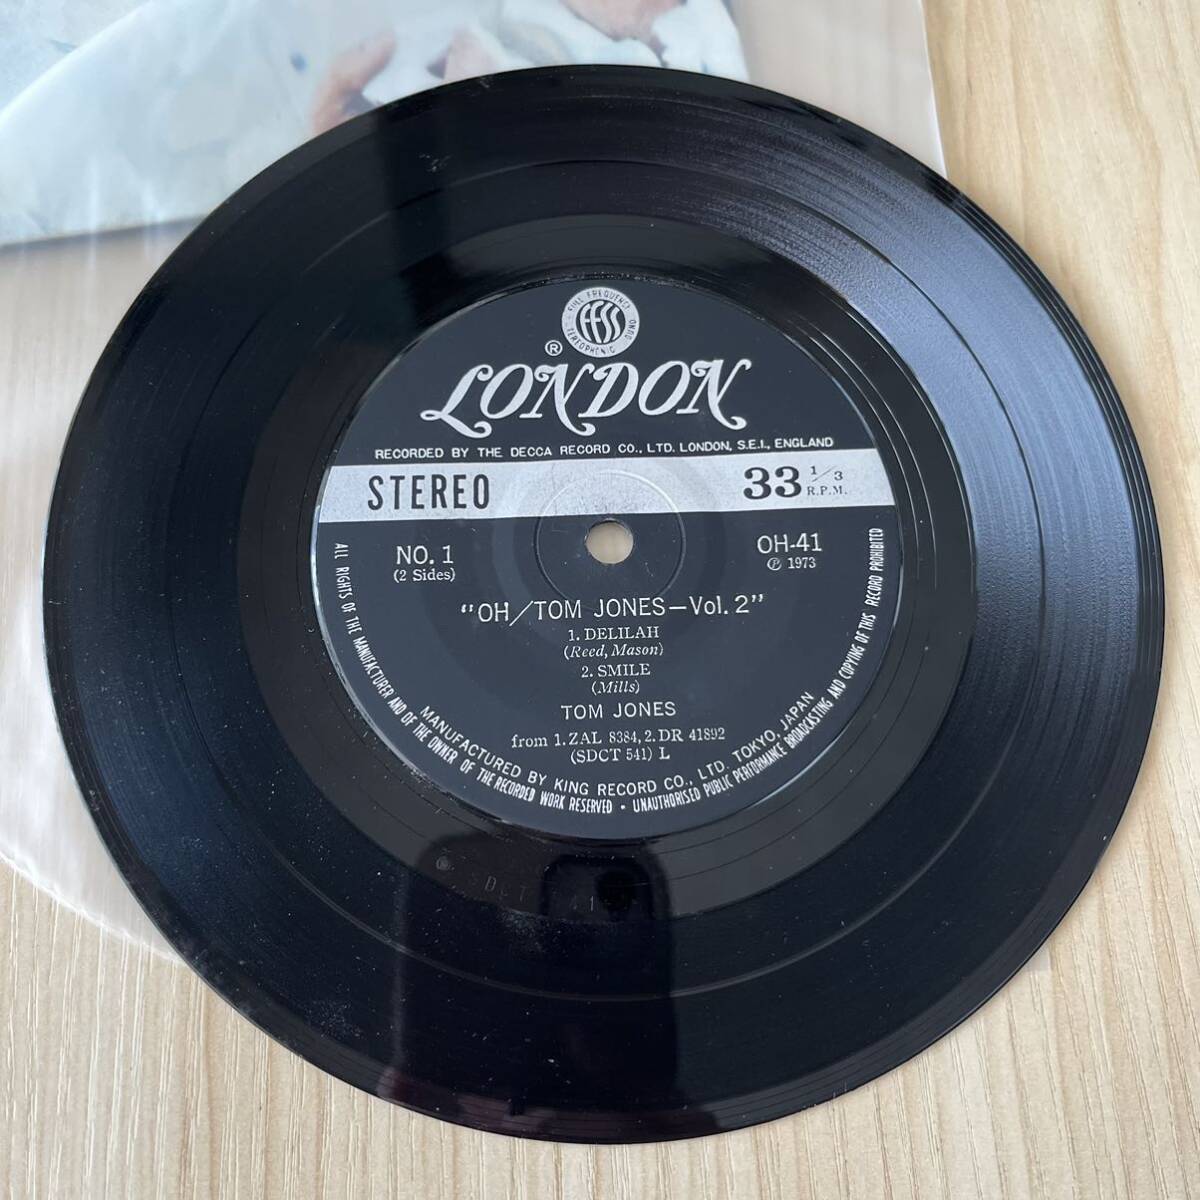 FULL FREQUENCY
FFSS
STEREOPHONIC SOUND
®
LONDON
RECORDED BY THE DECCA RECORD CO., LTD. LONDON, S.E.I., ENGLAND
STEREO
33 1/3
R.P.M.
NO. 1
(2 Sides)
OH-41
Ⓟ 1973
"OH/TOM JONES—Vol. 2"
1. DELILAH
(Reed, Mason)
2. SMILE
(Mills)
TOM JONES
from 1. ZAL 8384, 2. DR 41892
(SDCT 541) L
MANUFACTURED BY KING RECORD CO., LTD. TOKYO, JAPAN
ALL RIGHTS OF THE MANUFACTURER AND OF THE OWNER OF THE RECORDED WORK RESERVED • UNAUTHORISED PUBLIC PERFORMANCE BROADCASTING AND COPYING OF THIS RECORD PROHIBITED